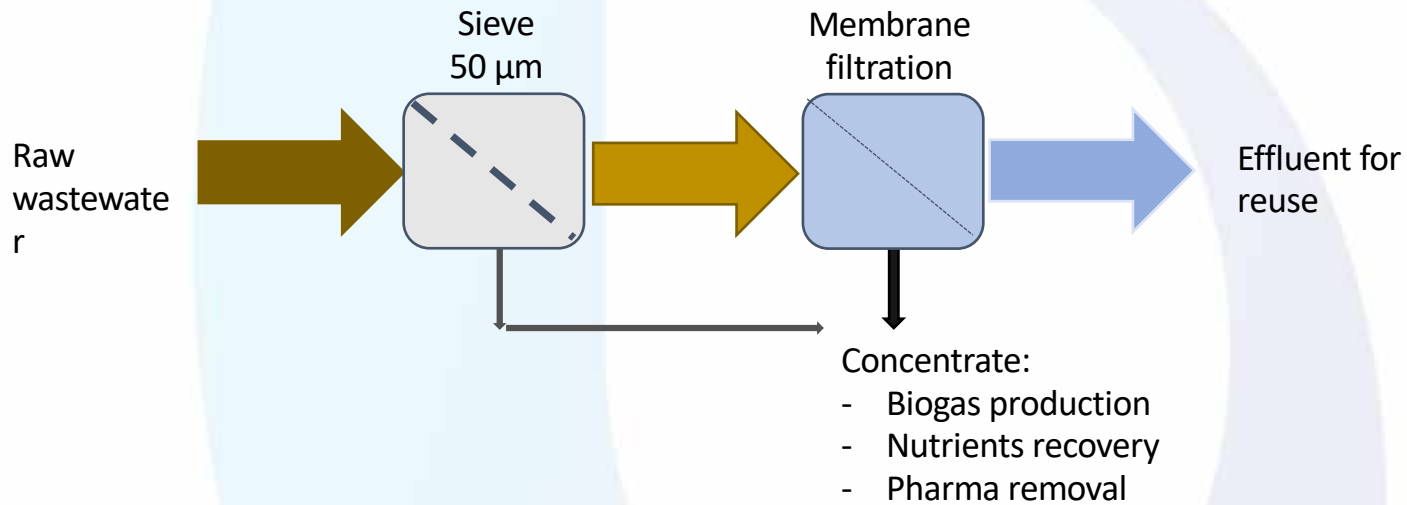 Sieve
50 µm
Membrane
filtration
Raw
wastewate
r
Effluent for
reuse
Concentrate:
- Biogas production
- Nutrients recovery
- Pharma removal